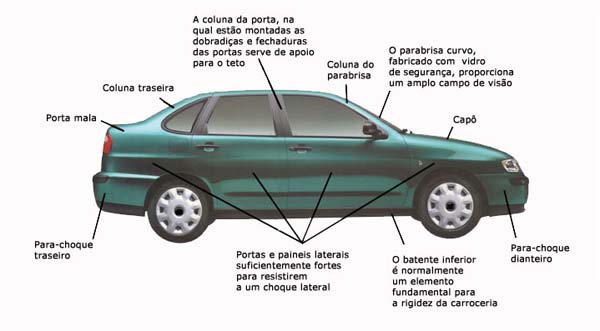 A coluna da porta, na
qual estão montadas as
dobradiças e fechaduras
das portas serve de apoio
para o teto
Coluna do
parabrisa
O parabrisa curvo,
fabricado com vidro
de segurança, proporciona
um amplo campo de visão
Coluna traseira
Porta mala
Capô
Para-choque
traseiro
Portas e paineis laterais
suficientemente fortes
para resistirem
a um choque lateral
O batente inferior
é normalmente
um elemento
fundamental para
a rigidez da carroceria
Para-choque
dianteiro